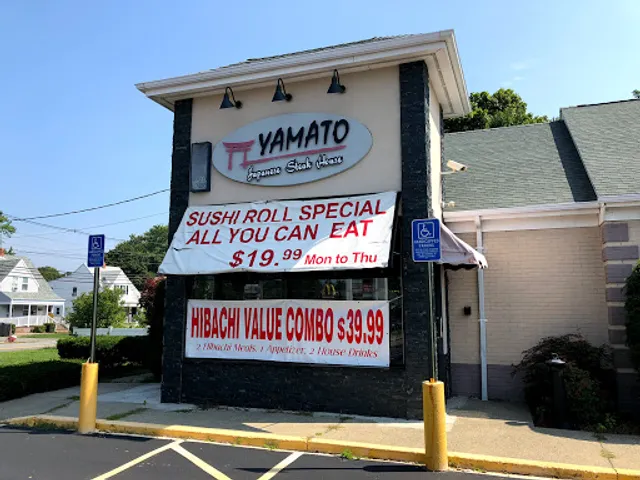 YAMATO
Japanese Steak House
SUSHI ROLL SPECIAL
ALL YOU CAN EAT
$19.99 Mon to Thu
HIBACHI VALUE COMBO $39.99
2 Hibachi Meals, 1 Appetizer, 2 House Drinks